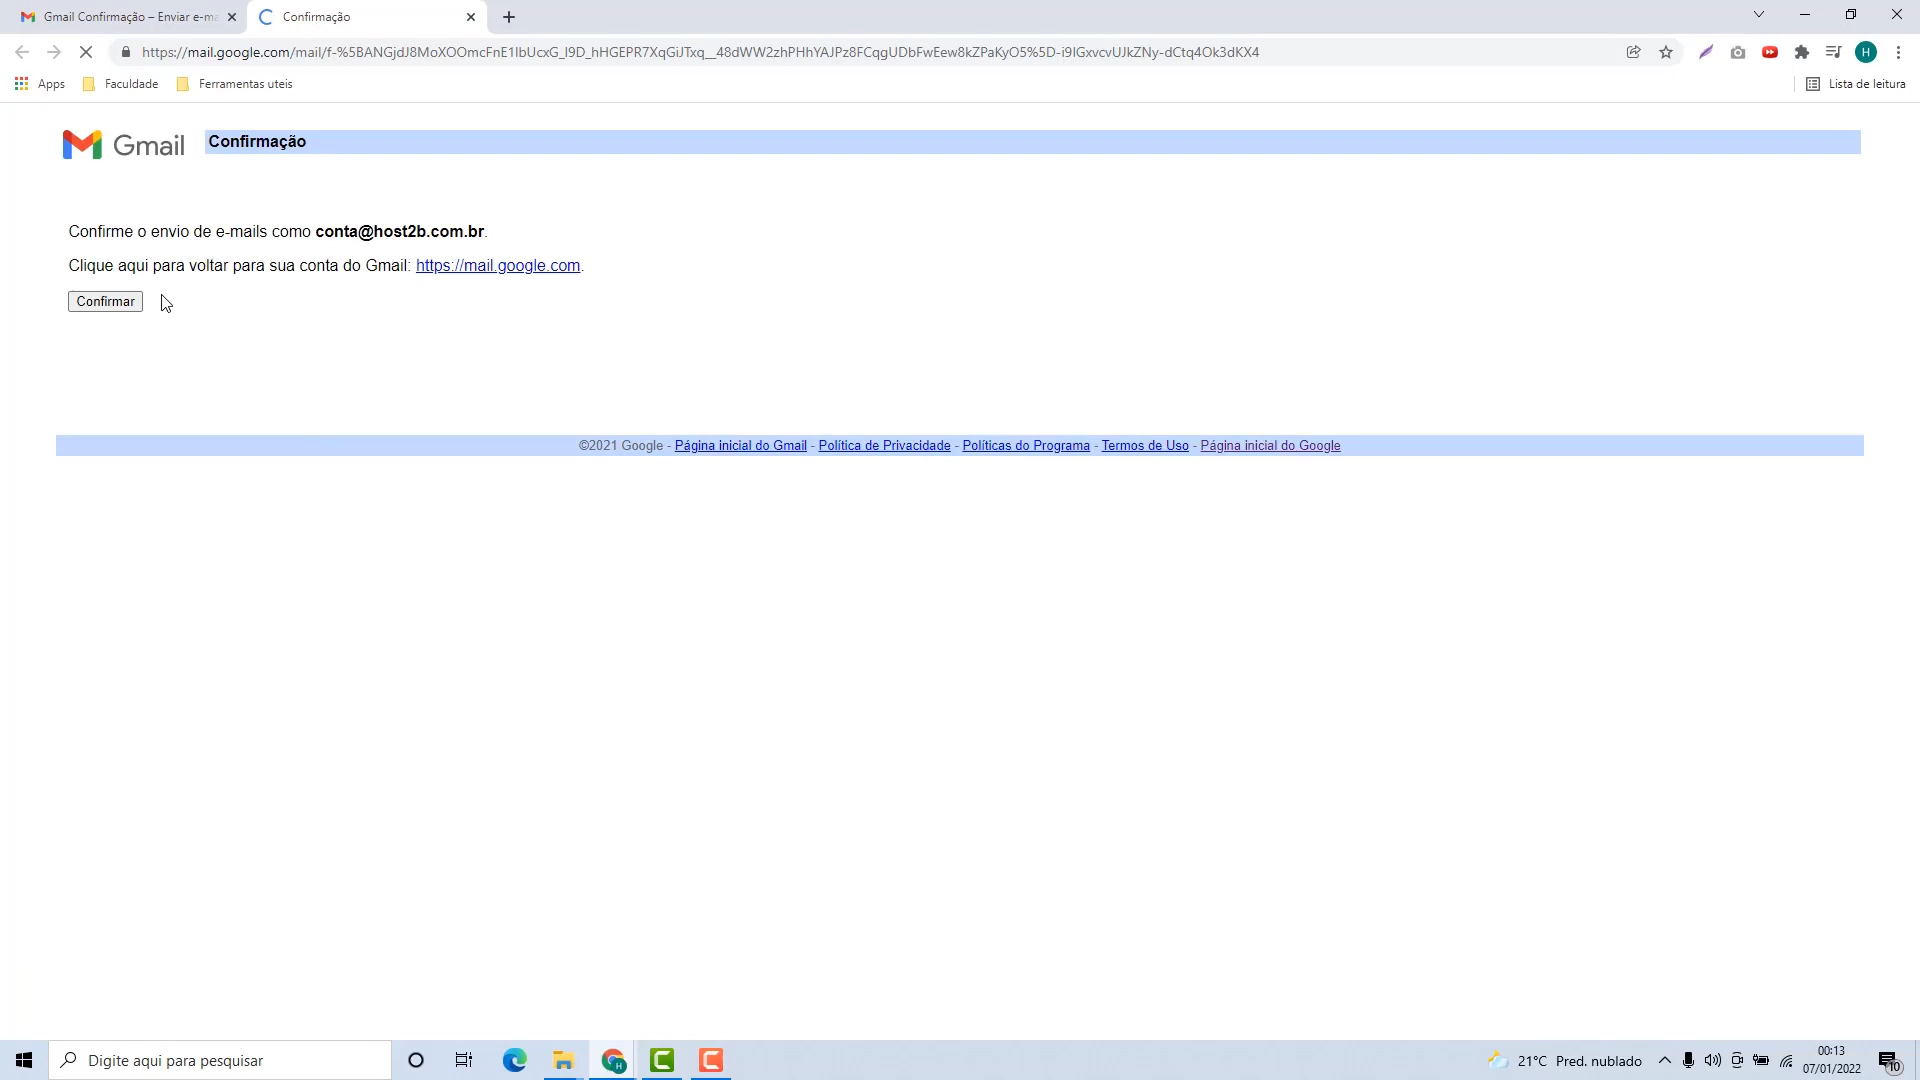 Gmail Confirmação – Enviar e-ma
Confirmação
https://mail.google.com/mail/f-%5BANGjdJ8MoXOOmcFnE1lbUcxG_I9D_hHGEPR7XqGiJTxq__48dWW2zhPHhYAJPz8FCqgUDbFwEew8kZPaKyO5%5D-i9IGxvcvUJkZNy-dCtq4Ok3dKX4
H
Apps
Faculdade
Ferramentas uteis
Lista de leitura
Gmail
Confirmação
Confirme o envio de e-mails como conta@host2b.com.br.
Clique aqui para voltar para sua conta do Gmail: https://mail.google.com.
Confirmar
©2021 Google - Página inicial do Gmail - Política de Privacidade - Políticas do Programa - Termos de Uso - Página inicial do Google
Digite aqui para pesquisar
H
21°C Pred. nublado
00:13
07/01/2022
10